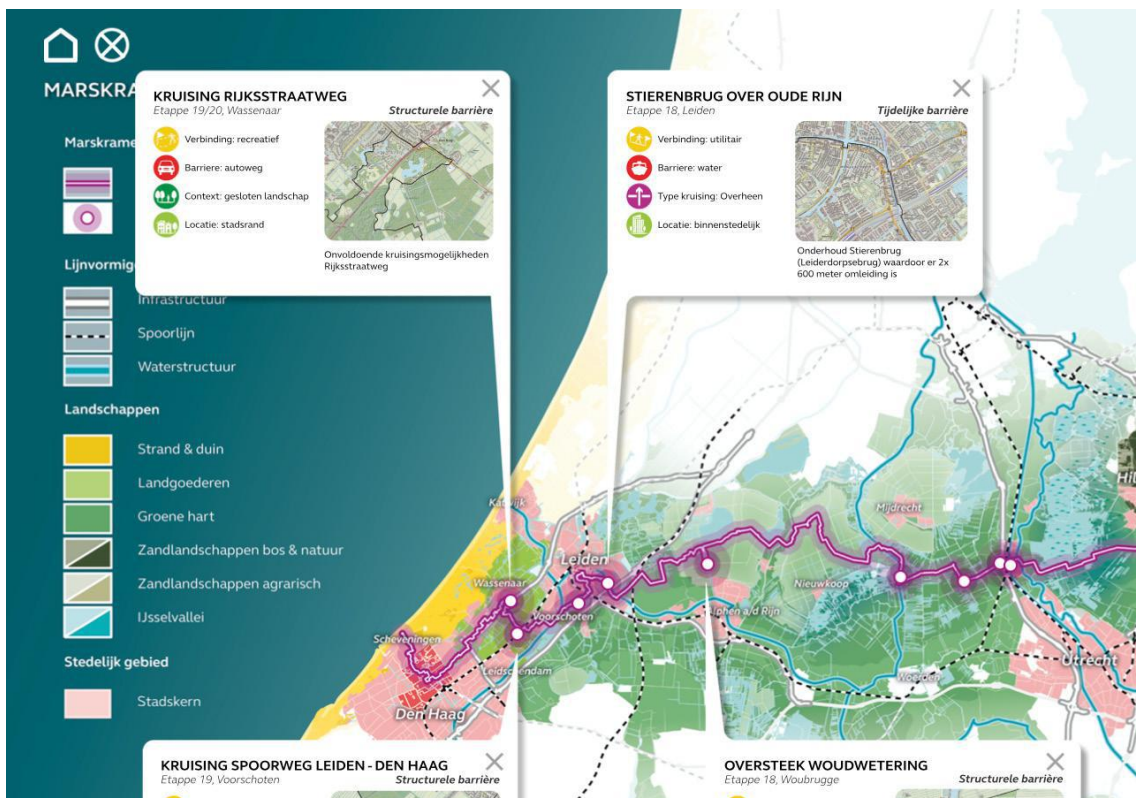 MARSKRA
Marskrame
Lijnvormig
Infrastructuur
Spoorlijn
Waterstructuur
Landschappen
Strand & duin
Landgoederen
Groene hart
Zandlandschappen bos & natuur
Zandlandschappen agrarisch
IJsselvallei
Stedelijk gebied
Stadskern
KRUISING RIJKSSTRAATWEG
Etappe 19/20, Wassenaar
Structurele barrière
Verbinding: recreatief
Barriere: autoweg
Context: gesloten landschap
Locatie: stadsrand
Onvoldoende kruisingsmogelijkheden
Rijksstraatweg
STIERENBRUG OVER OUDE RIJN
Etappe 18, Leiden
Tijdelijke barrière
Verbinding: utilitair
Barriere: water
Type kruising: Overheen
Locatie: binnenstedelijk
Onderhoud Stierenbrug
(Leiderdorpsebrug) waardoor er 2x
600 meter omleiding is
Katwijk
Leiden
Wassenaar
Voorschoten
Scheveningen
Leidschendam
Den Haag
Alphen a/d Rijn
Nieuwkoop
Mijdrecht
Woerden
Utrecht
Hil
KRUISING SPOORWEG LEIDEN - DEN HAAG
Etappe 19, Voorschoten
Structurele barrière
OVERSTEEK WOUDWETERING
Etappe 18, Woubrugge
Structurele barrière